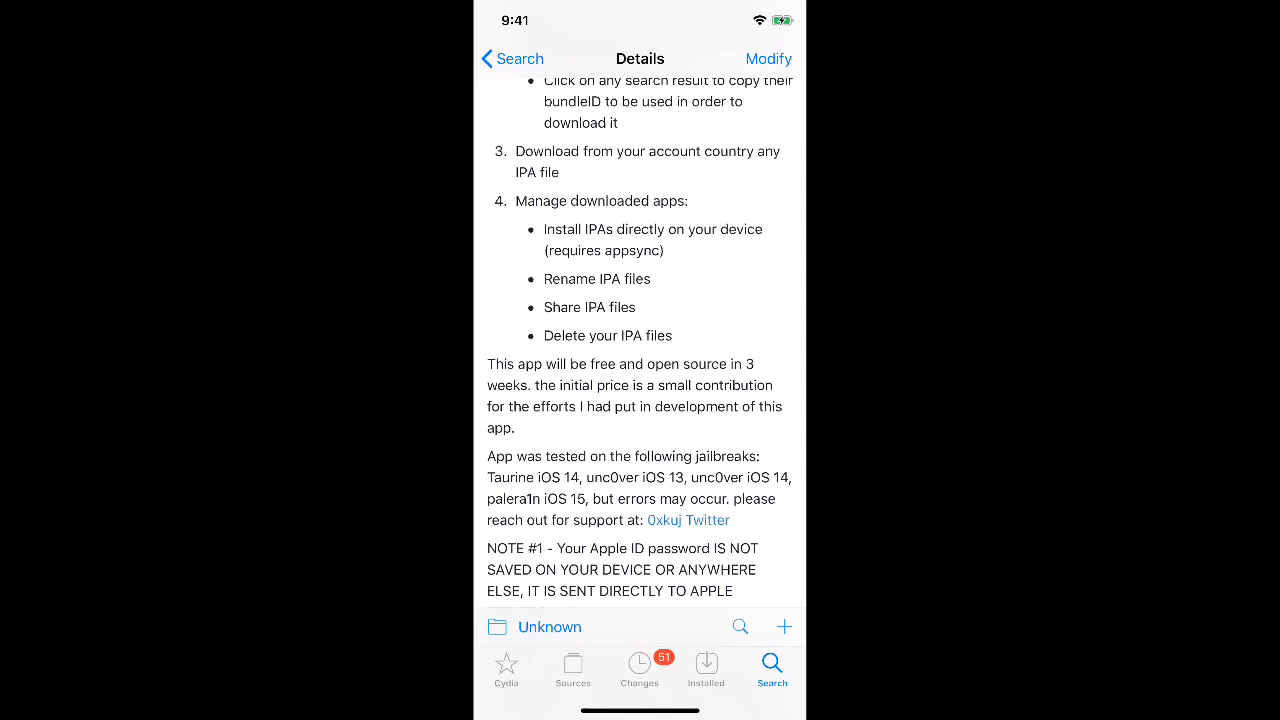 9:41
Search
Details
Modify
• Click on any search result to copy their
bundleID to be used in order to
download it
3. Download from your account country any
IPA file
4. Manage downloaded apps:
• Install IPAs directly on your device
(requires appsync)
• Rename IPA files
• Share IPA files
• Delete your IPA files
This app will be free and open source in 3
weeks. the initial price is a small contribution
for the efforts I had put in development of this
app.
App was tested on the following jailbreaks:
Taurine iOS 14, unc0ver iOS 13, unc0ver iOS 14,
palera1n iOS 15, but errors may occur. please
reach out for support at: 0xkuj Twitter
NOTE #1 - Your Apple ID password IS NOT
SAVED ON YOUR DEVICE OR ANYWHERE
ELSE, IT IS SENT DIRECTLY TO APPLE
Unknown
51
Cydia
Sources
Changes
Installed
Search